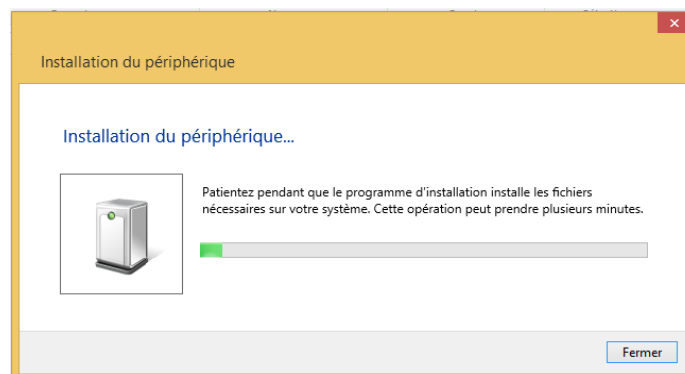 Installation du périphérique
Installation du périphérique...
Patientez pendant que le programme d'installation installe les fichiers
nécessaires sur votre système. Cette opération peut prendre plusieurs minutes.
Fermer